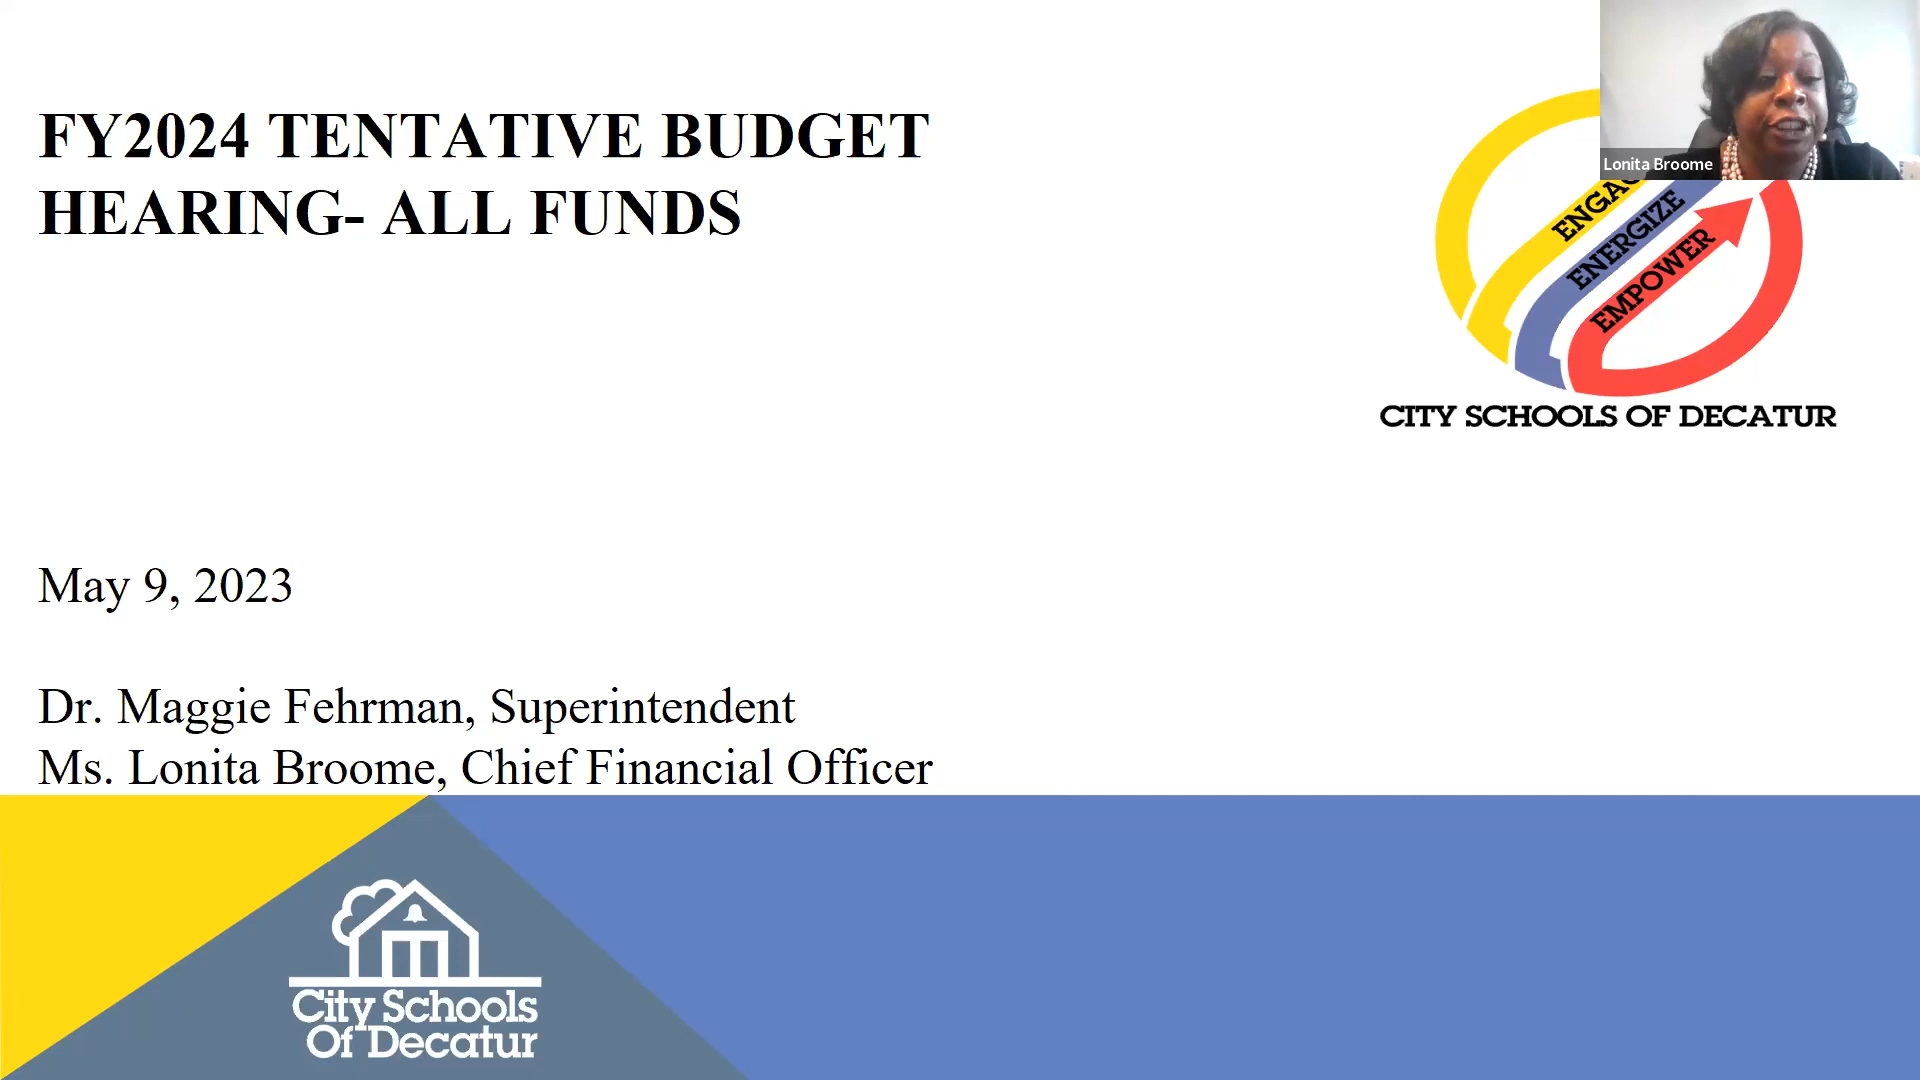 FY2024 TENTATIVE BUDGET
HEARING- ALL FUNDS
Lonita Broome
ENERGIZE
EMPOWER
CITY SCHOOLS OF DECATUR
May 9, 2023
Dr. Maggie Fehrman, Superintendent
Ms. Lonita Broome, Chief Financial Officer
City Schools
Of Decatur